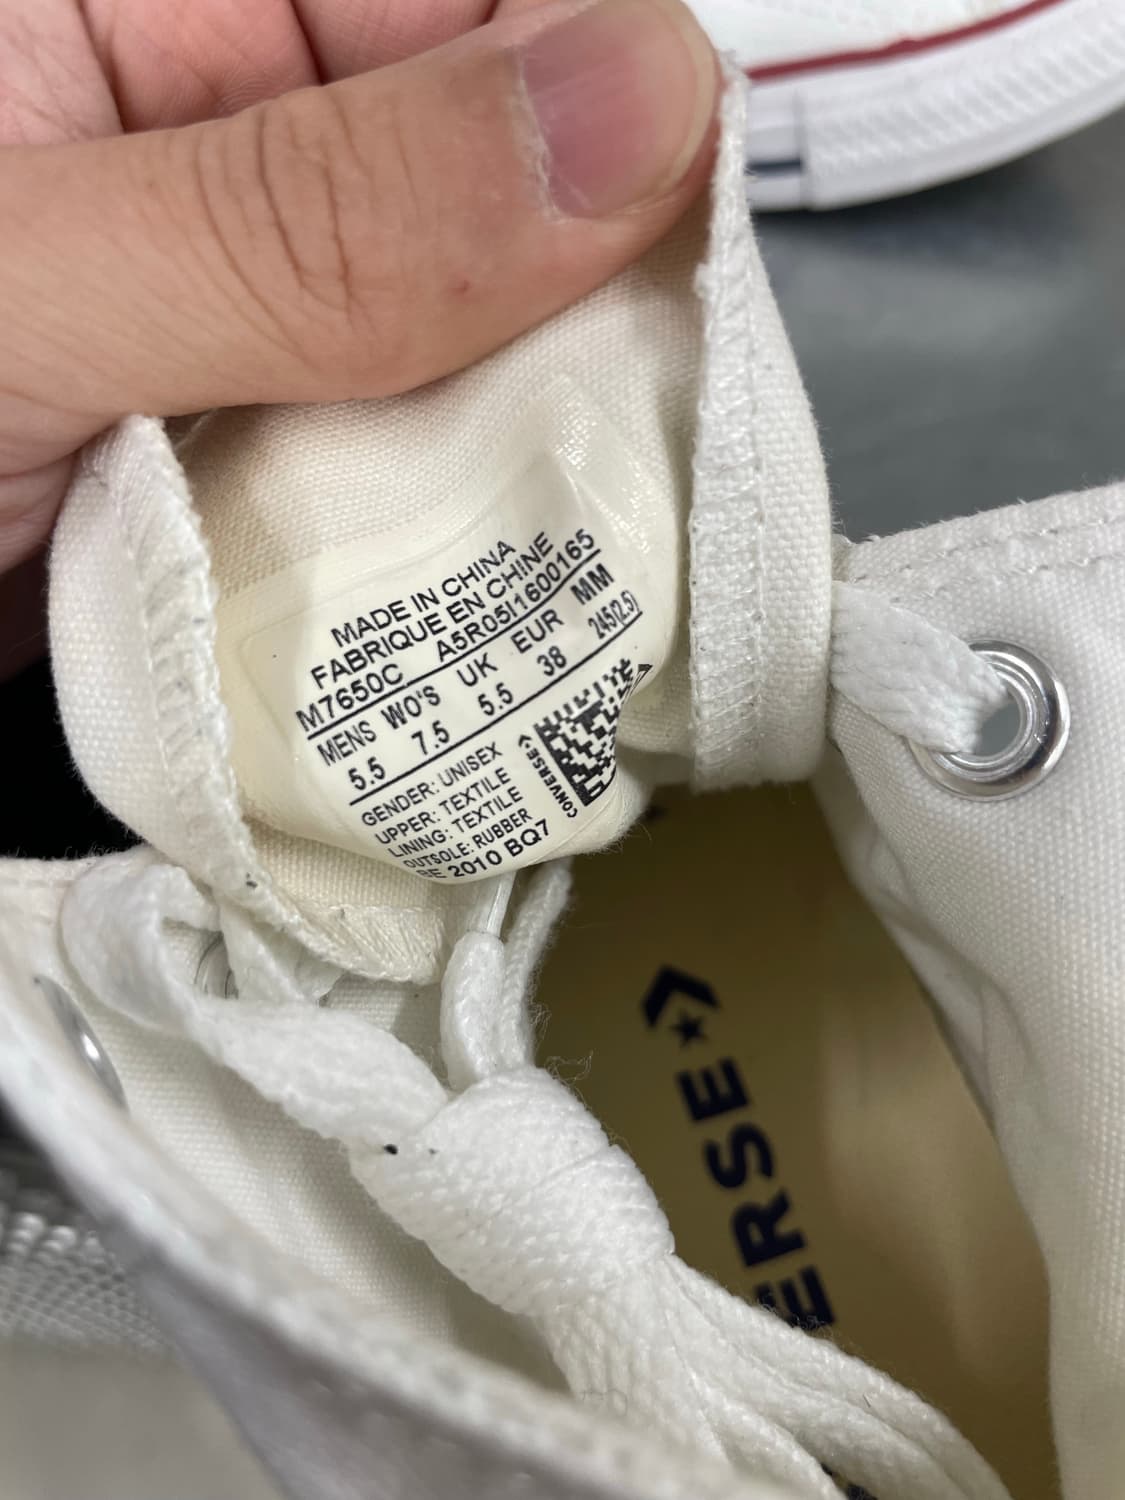 MADE IN CHINA
FABRIQUE EN CHINE
M7650C A5R05I1600165
MENS WO'S UK EUR MM
5.5 7.5 5.5 38 245(2.5)
GENDER: UNISEX
UPPER: TEXTILE
LINING: TEXTILE
OUTSOLE: RUBBER
BE 2010 BQ7
CONVERSE
ERSE